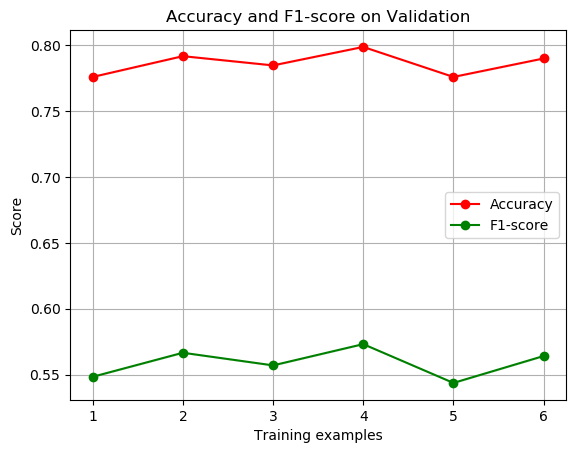 Accuracy and F1-score on Validation
0.80
0.75
0.70
0.65
0.60
0.55
Score
Accuracy
F1-score
1 2 3 4 5 6
Training examples